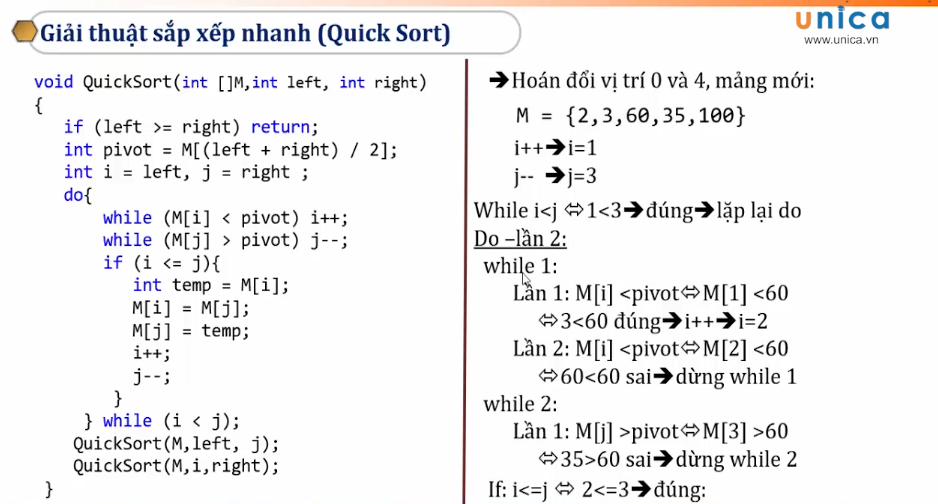 Giải thuật sắp xếp nhanh (Quick Sort)
unica
www.unica.vn
void QuickSort(int []M,int left, int right)
{
if (left >= right) return;
int pivot = M[(left + right) / 2];
int i = left, j = right ;
do{
while (M[i] < pivot) i++;
while (M[j] > pivot) j--;
if (i <= j){
int temp = M[i];
M[i] = M[j];
M[j] = temp;
i++;
j--;
}
} while (i < j);
QuickSort(M,left, j);
QuickSort(M,i,right);
}
➔Hoán đổi vị trí 0 và 4, mảng mới:
M = {2,3,60,35,100}
i++➔i=1
j-- ➔j=3
While i<j ⬄1<3➔đúng➔lặp lại do
Do –lần 2:
while 1:
Lần 1: M[i] <pivot⬄M[1] <60
⬄3<60 đúng➔i++➔i=2
Lần 2: M[i] <pivot⬄M[2] <60
⬄60<60 sai➔dừng while 1
while 2:
Lần 1: M[j] >pivot⬄M[3] >60
⬄35>60 sai➔dừng while 2
If: i<=j ⬄ 2<=3➔đúng: